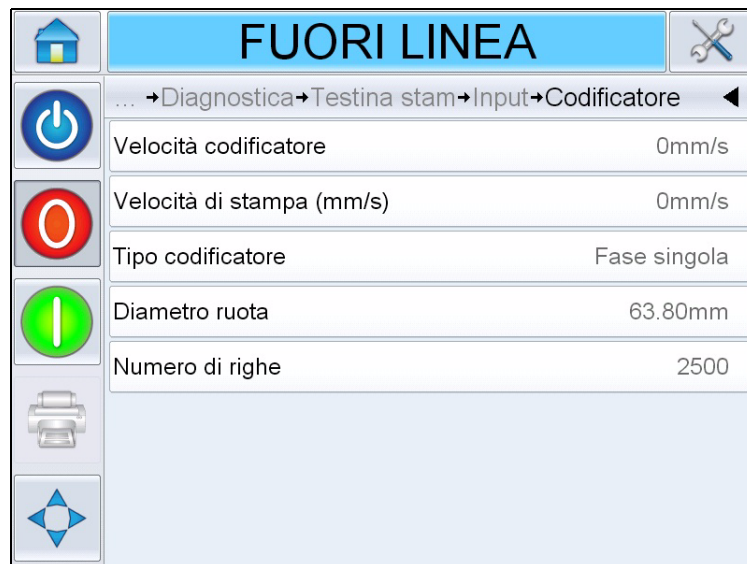 FUORI LINEA
... →Diagnostica→Testina stam→Input→Codificatore
Velocità codificatore 0mm/s
Velocità di stampa (mm/s) 0mm/s
Tipo codificatore Fase singola
Diametro ruota 63.80mm
Numero di righe 2500